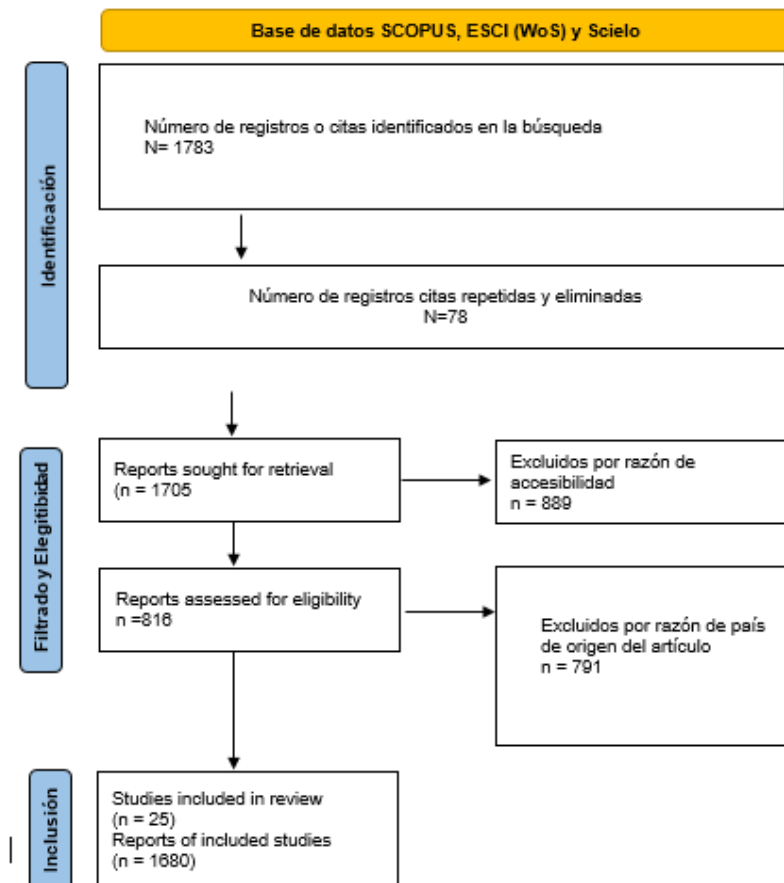 Base de datos SCOPUS, ESCI (WoS) y Scielo
Identificación
Número de registros o citas identificados en la búsqueda
N= 1783
Número de registros citas repetidas y eliminadas
N=78
Filtrado y Elegitibidad
Reports sought for retrieval
(n = 1705
Excluidos por razón de
accesibilidad
n = 889
Reports assessed for eligibility
n =816
Excluidos por razón de país
de origen del artículo
n = 791
Inclusión
Studies included in review
(n = 25)
Reports of included studies
(n = 1680)